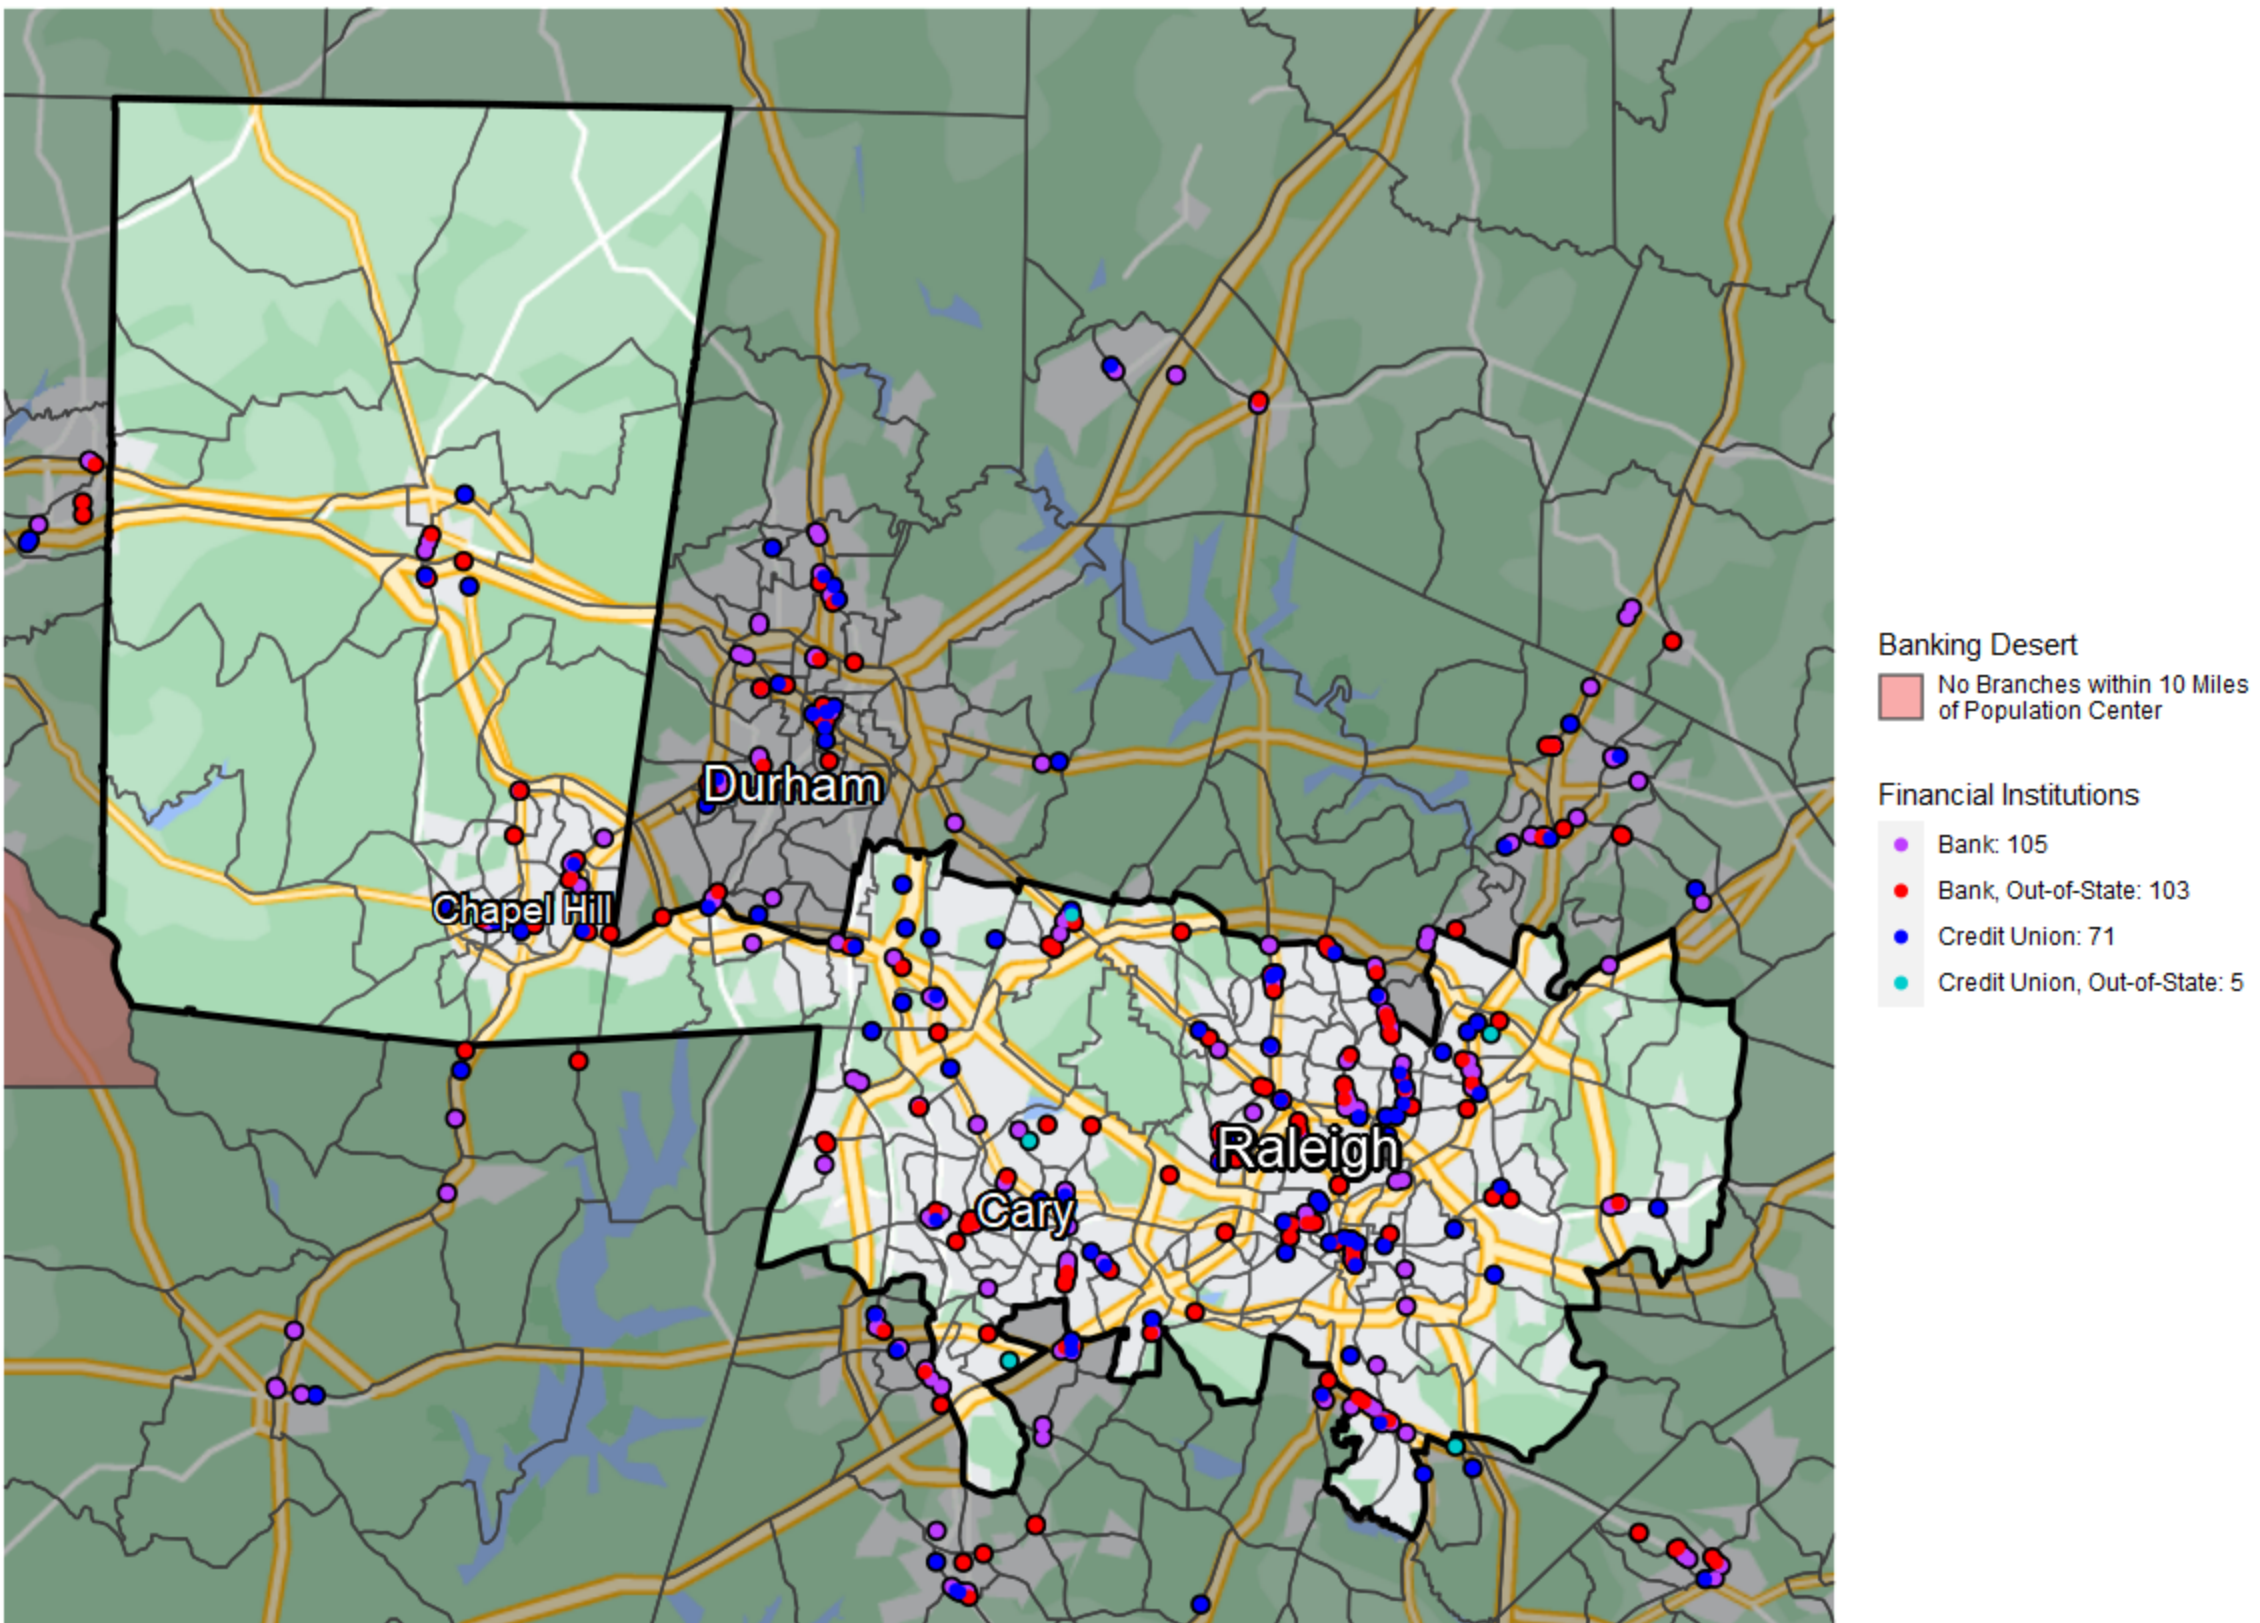 Durham
Chapel Hill
Raleigh
Cary
Banking Desert
No Branches within 10 Miles
of Population Center
Financial Institutions
Bank: 105
Bank, Out-of-State: 103
Credit Union: 71
Credit Union, Out-of-State: 5